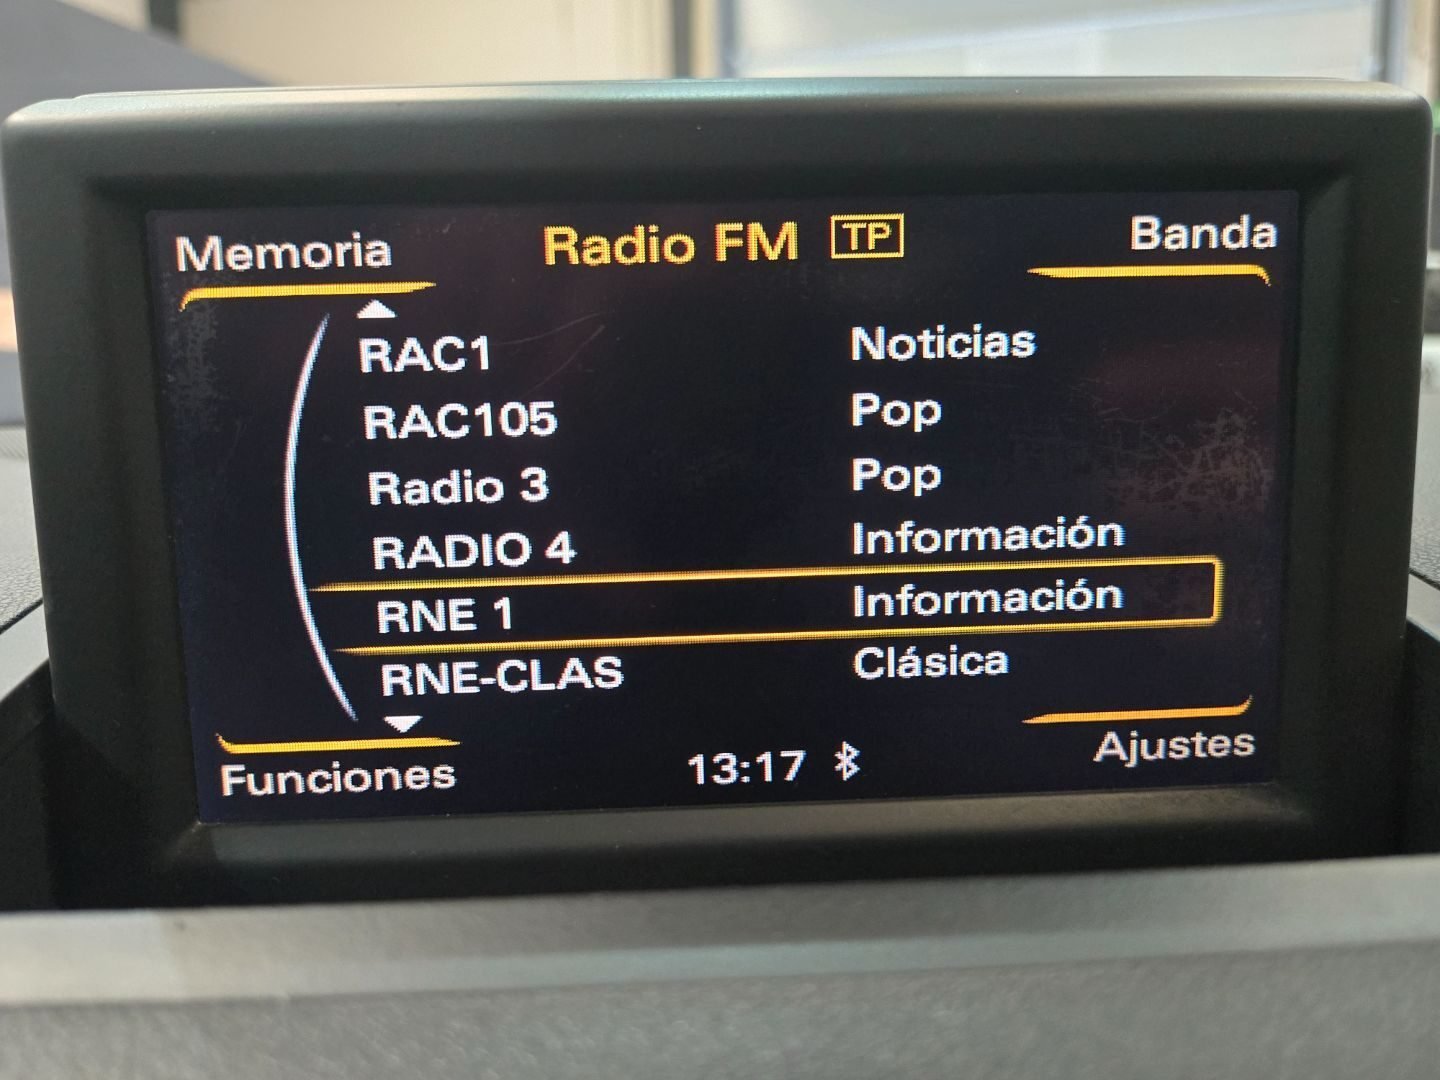 Memoria Radio FM TP Banda
RAC1 Noticias
RAC105 Pop
Radio 3 Pop
RADIO 4 Información
RNE 1 Información
RNE-CLAS Clásica
Funciones 13:17 Ajustes